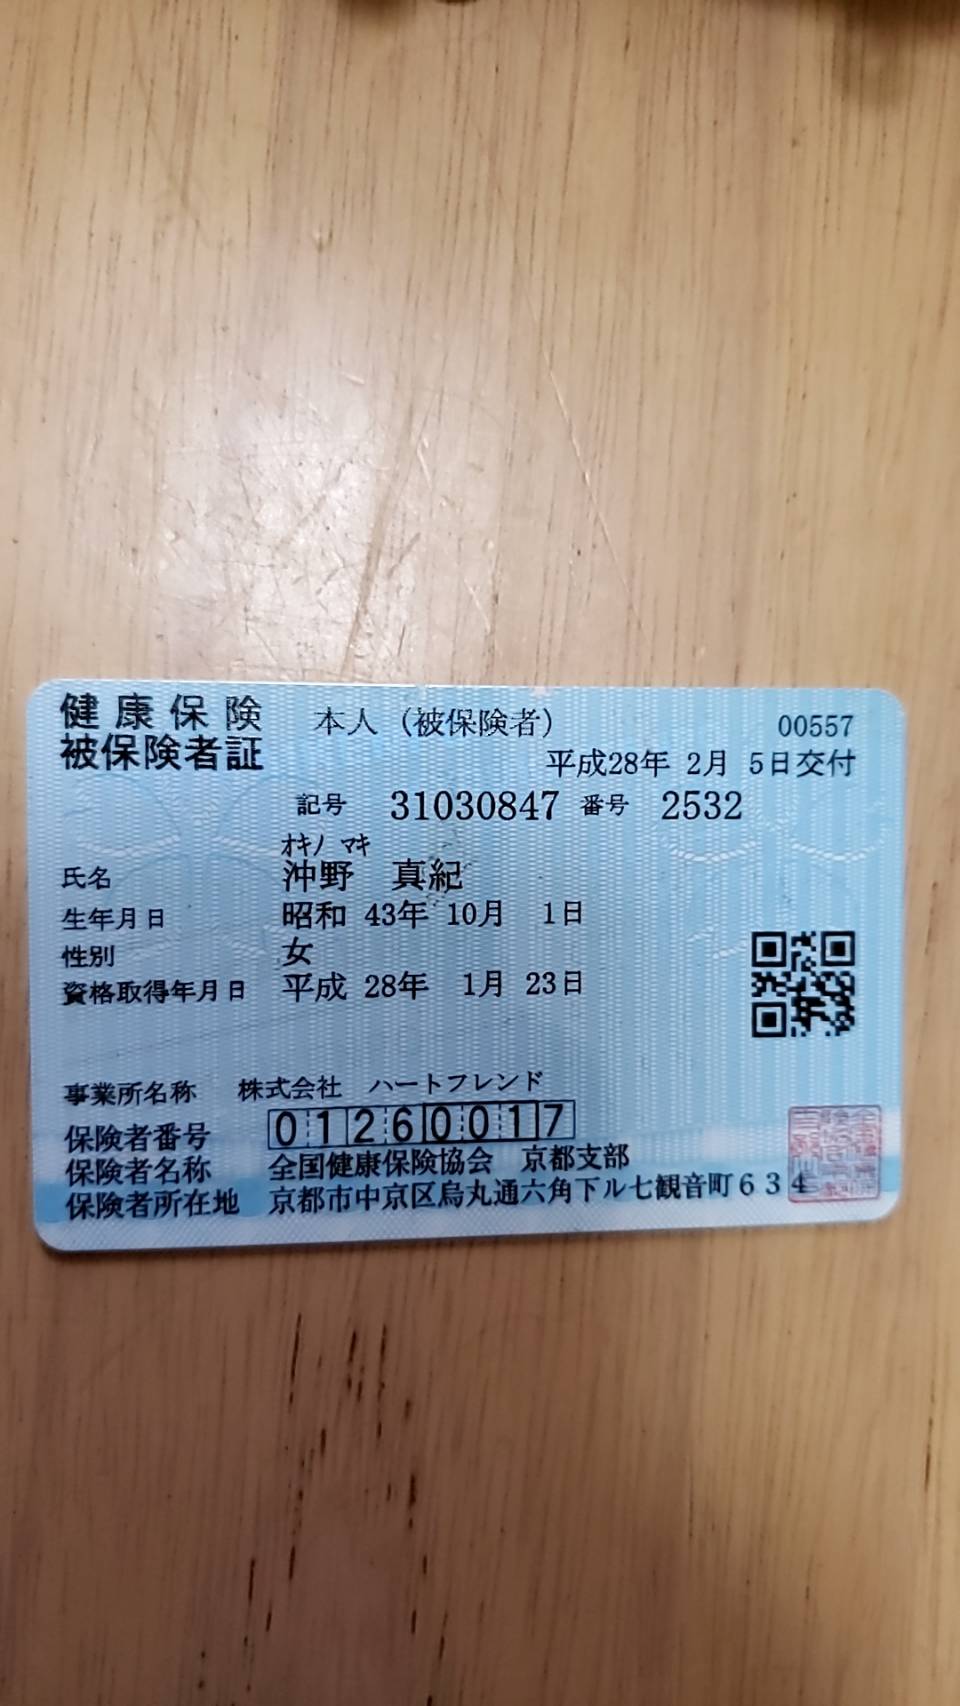 健康保険 本人（被保険者） 00557
被保険者証 平成28年 2月 5日交付
記号 31030847 番号 2532
ｵｷﾉ ﾏｷ
氏名 沖野 真紀
生年月日 昭和 43年 10月 1日
性別 女
資格取得年月日 平成 28年 1月 23日
事業所名称 株式会社 ハートフレンド
保険者番号 01260017
保険者名称 全国健康保険協会 京都支部
保険者所在地 京都市中京区烏丸通六角下ル七観音町６３４